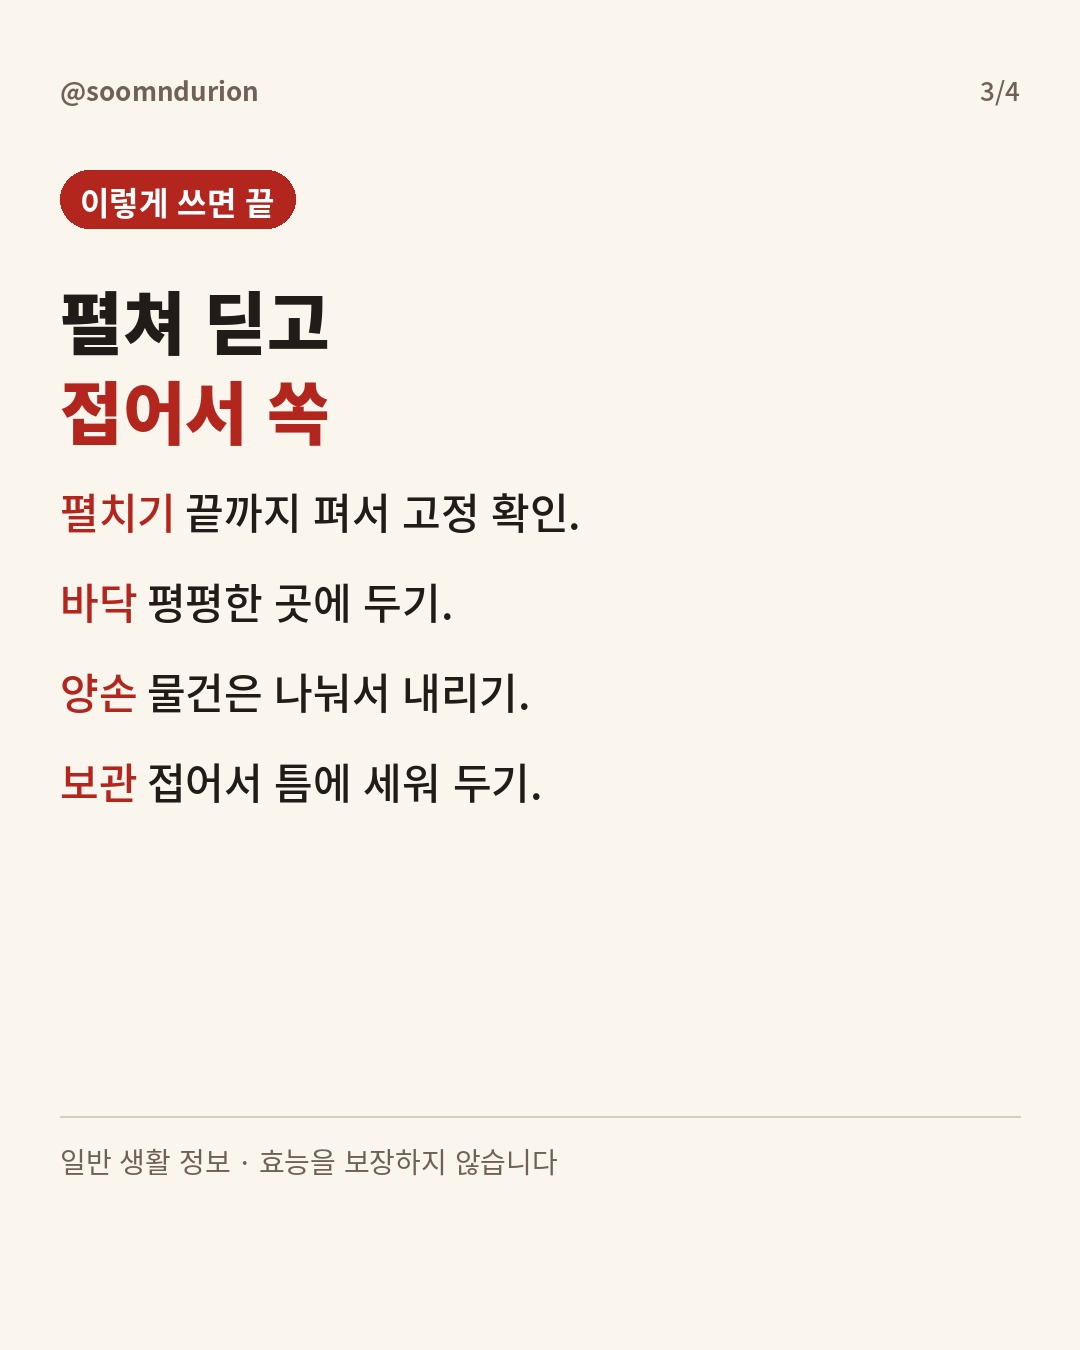 @soomndurion
3/4
이렇게 쓰면 끝
펼쳐 딛고
접어서 쏙
펼치기 끝까지 펴서 고정 확인.
바닥 평평한 곳에 두기.
양손 물건은 나눠서 내리기.
보관 접어서 틈에 세워 두기.
일반 생활 정보 · 효능을 보장하지 않습니다